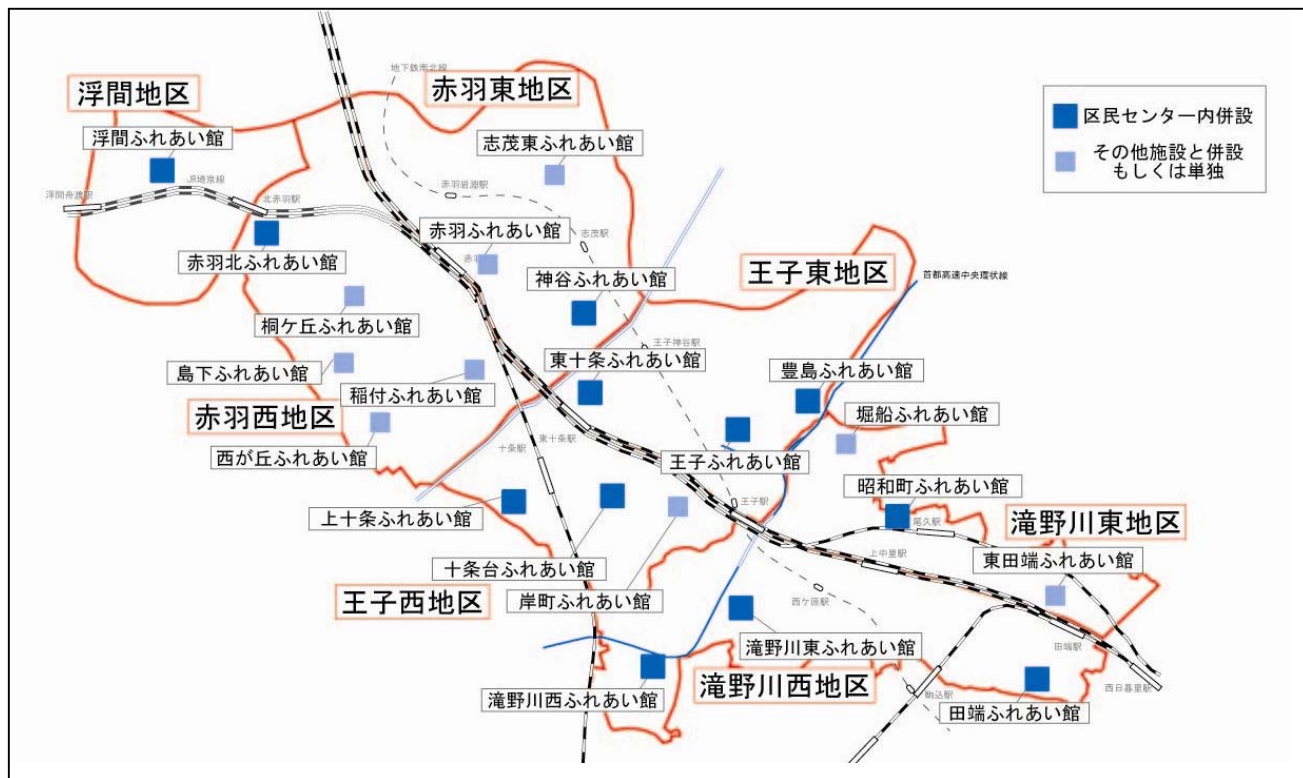 地下鉄南北線
赤羽東地区
浮間地区
浮間ふれあい館
志茂東ふれあい館
区民センター内併設
その他施設と併設
もしくは単独
JR埼京線
浮間舟渡駅
北赤羽駅
赤羽岩淵駅
赤羽ふれあい館
志茂駅
赤羽北ふれあい館
神谷ふれあい館
王子東地区
首都高速中央環状線
桐ケ丘ふれあい館
王子神谷駅
東十条ふれあい館
島下ふれあい館
稲付ふれあい館
豊島ふれあい館
赤羽西地区
堀船ふれあい館
十条駅
東十条駅
西が丘ふれあい館
王子ふれあい館
昭和町ふれあい館
王子駅
上十条ふれあい館
尾久駅
滝野川東地区
上中里駅
東田端ふれあい館
十条台ふれあい館
王子西地区
岸町ふれあい館
西ケ原駅
滝野川東ふれあい館
田端駅
滝野川西地区
滝野川西ふれあい館
駒込駅
西日暮里駅
田端ふれあい館